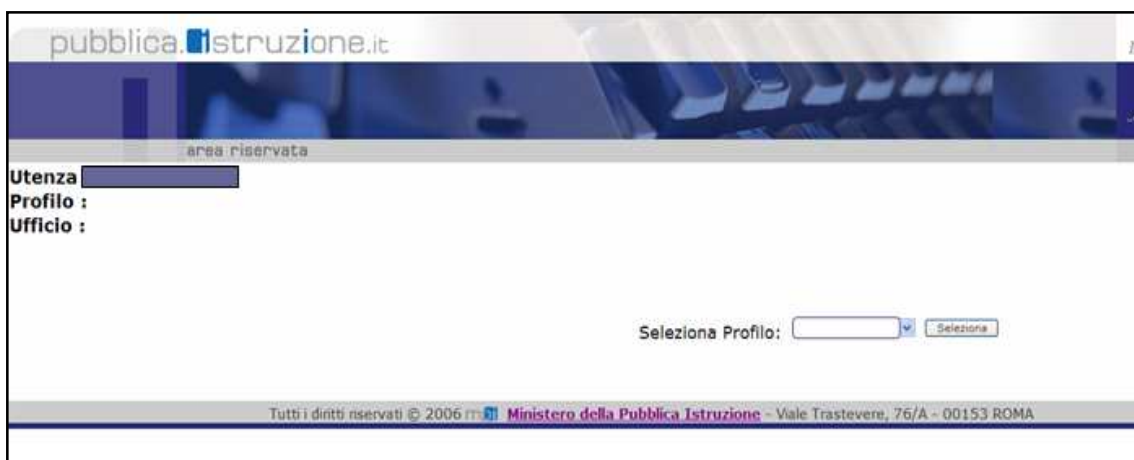 pubblica.istruzione.it
area riservata
Utenza
Profilo :
Ufficio :
Seleziona Profilo:
Seleziona
Tutti i diritti riservati © 2006 Ministero della Pubblica Istruzione - Viale Trastevere, 76/A - 00153 ROMA